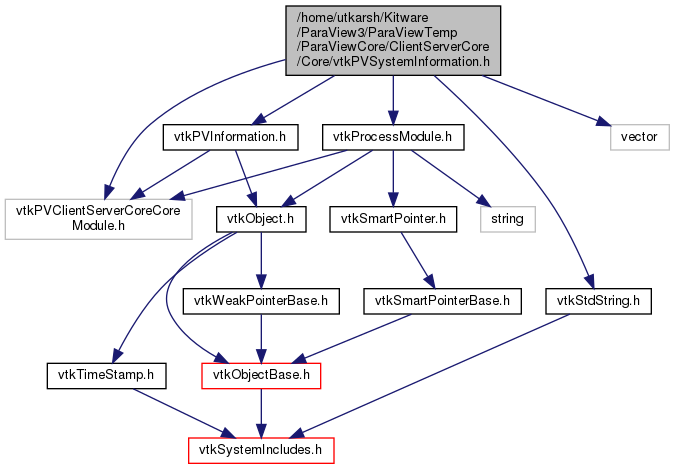 /home/utkarsh/Kitware
/ParaView3/ParaViewTemp
/ParaViewCore/ClientServerCore
/Core/vtkPVSystemInformation.h
vtkPVInformation.h
vtkProcessModule.h
vector
vtkPVClientServerCoreCore
Module.h
vtkObject.h
vtkSmartPointer.h
string
vtkWeakPointerBase.h
vtkSmartPointerBase.h
vtkStdString.h
vtkTimeStamp.h
vtkObjectBase.h
vtkSystemIncludes.h